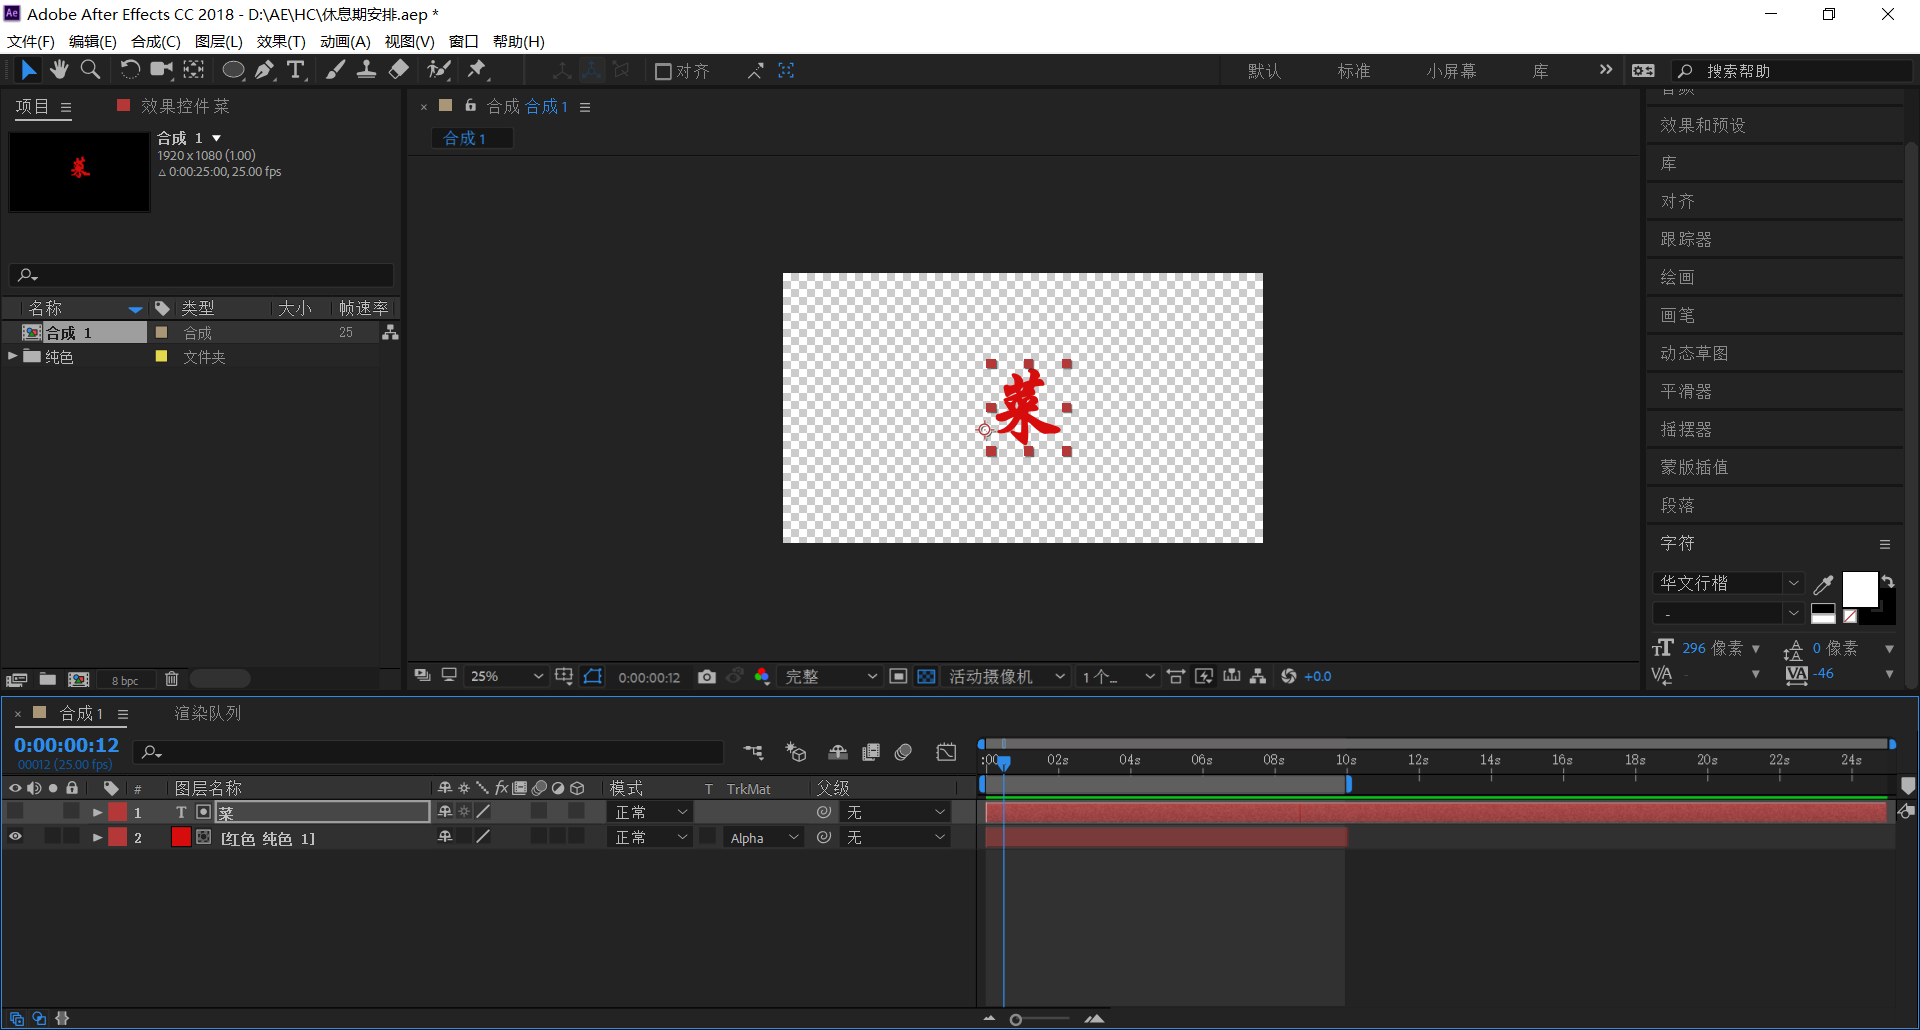 Adobe After Effects CC 2018 - D:\AE\HC\休息期安排.aep *
文件(F) 编辑(E) 合成(C) 图层(L) 效果(T) 动画(A) 视图(V) 窗口 帮助(H)
对齐 默认 标准 小屏幕 库 搜索帮助
项目 效果控件 菜
合成 1
1920 x 1080 (1.00)
△ 0:00:25:00, 25.00 fps
名称 类型 大小 帧速率
合成 1 合成 25
纯色 文件夹
8 bpc
合成 合成 1
合成 1
菜
25% 0:00:00:12 完整 活动摄像机 1 个... +0.0
音频
效果和预设
库
对齐
跟踪器
绘画
画笔
动态草图
平滑器
摇摆器
蒙版插值
段落
字符
华文行楷
-
296 像素 0 像素
- -46
合成 1 渲染队列
0:00:00:12
00012 (25.00 fps)
# 图层名称 模式 T TrkMat 父级
1 T 菜 正常 无
2 [红色 纯色 1] 正常 Alpha 无
:00 02s 04s 06s 08s 10s 12s 14s 16s 18s 20s 22s 24s